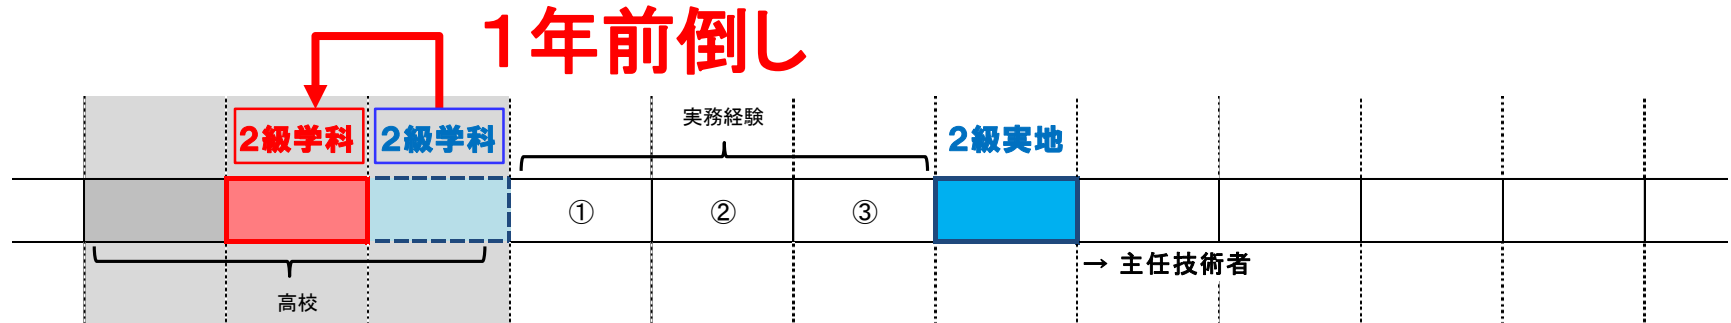 １年前倒し
実務経験
２級学科
２級学科
２級実地
①
②
③
→ 主任技術者
高校